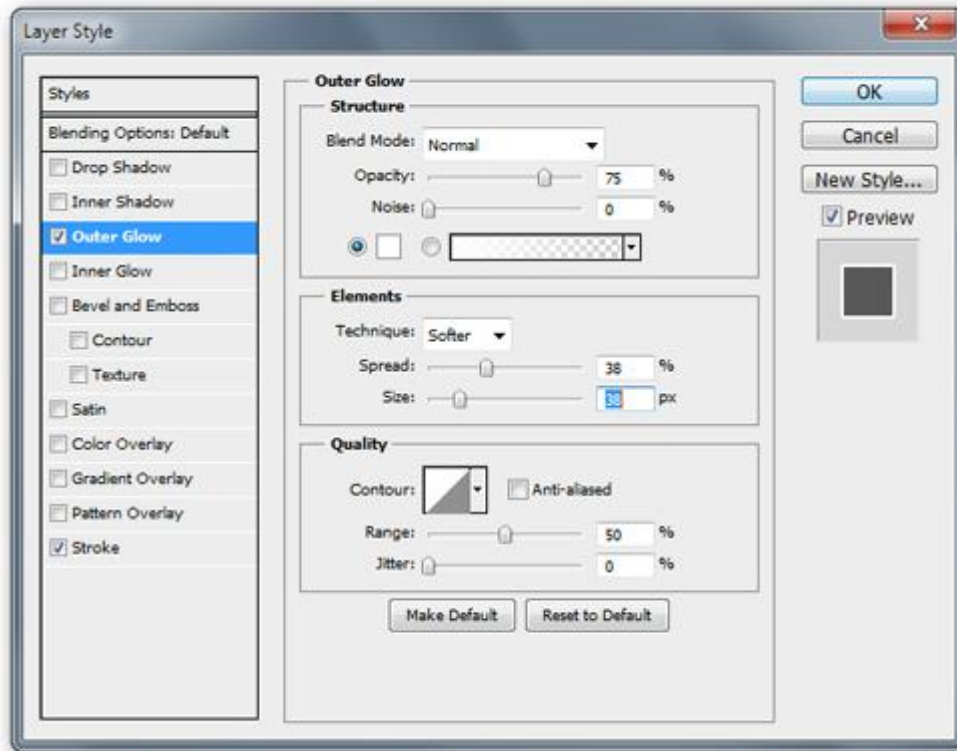 Layer Style
Styles
Blending Options: Default
Drop Shadow
Inner Shadow
Outer Glow
Inner Glow
Bevel and Emboss
Contour
Texture
Satin
Color Overlay
Gradient Overlay
Pattern Overlay
Stroke
Outer Glow
Structure
Blend Mode: Normal
Opacity: 75 %
Noise: 0 %
Elements
Technique: Softer
Spread: 38 %
Size: 38 px
Quality
Contour: Anti-aliased
Range: 50 %
Jitter: 0 %
Make Default Reset to Default
OK
Cancel
New Style...
Preview